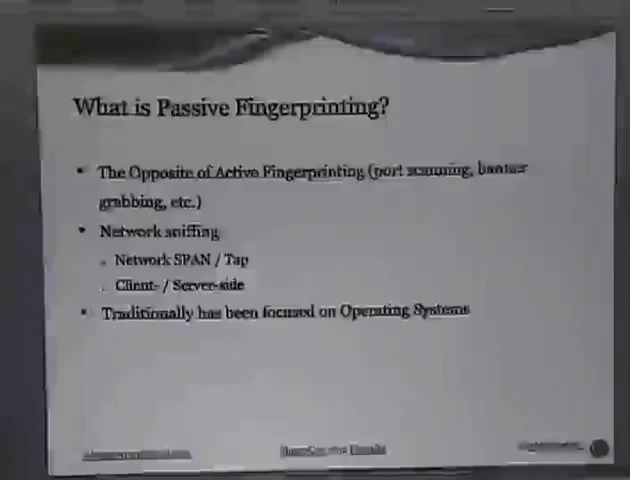 What is Passive Fingerprinting?
• The Opposite of Active Fingerprinting (port scanning, banner
grabbing, etc.)
• Network sniffing
Network SPAN / Tap
Client- / Server-side
• Traditionally has been focused on Operating Systems